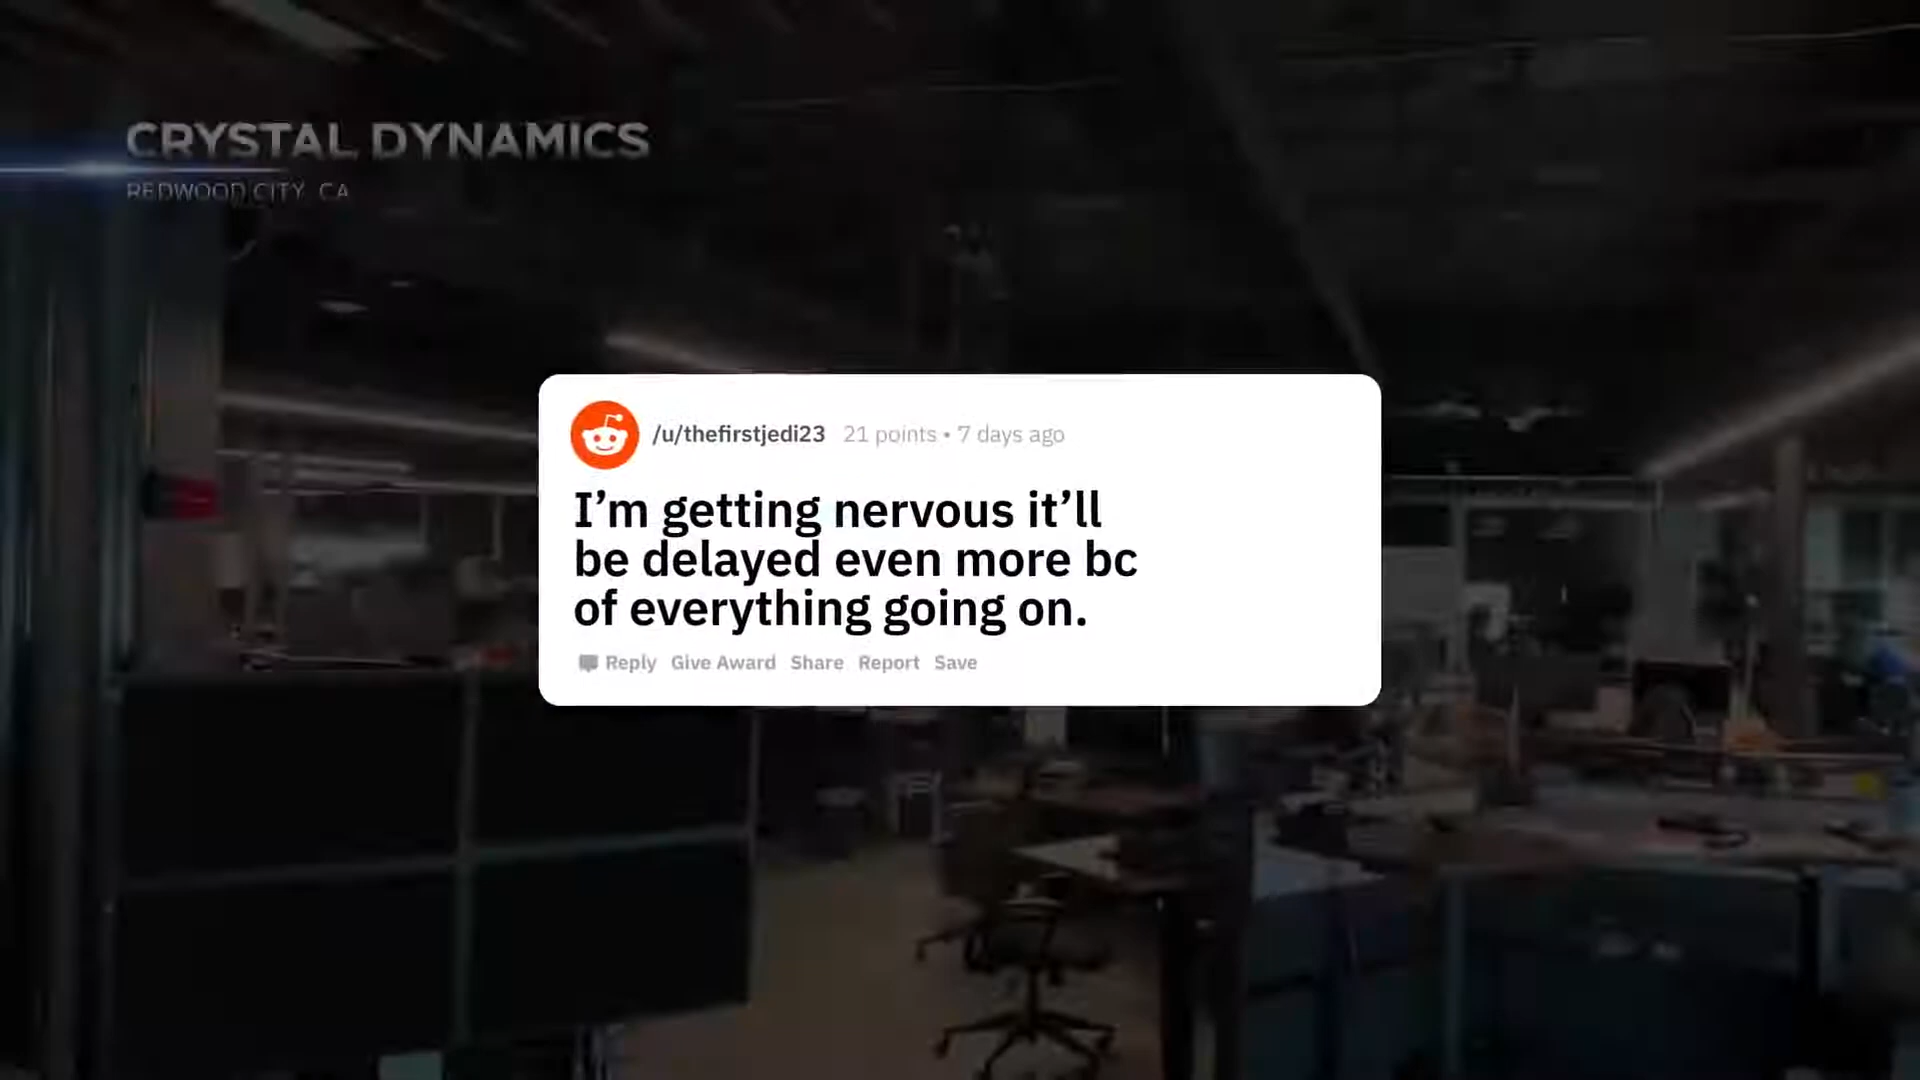 CRYSTAL DYNAMICS
REDWOOD CITY, CA
/u/thefirstjedi23 21 points • 7 days ago
I’m getting nervous it’ll
be delayed even more bc
of everything going on.
Reply Give Award Share Report Save